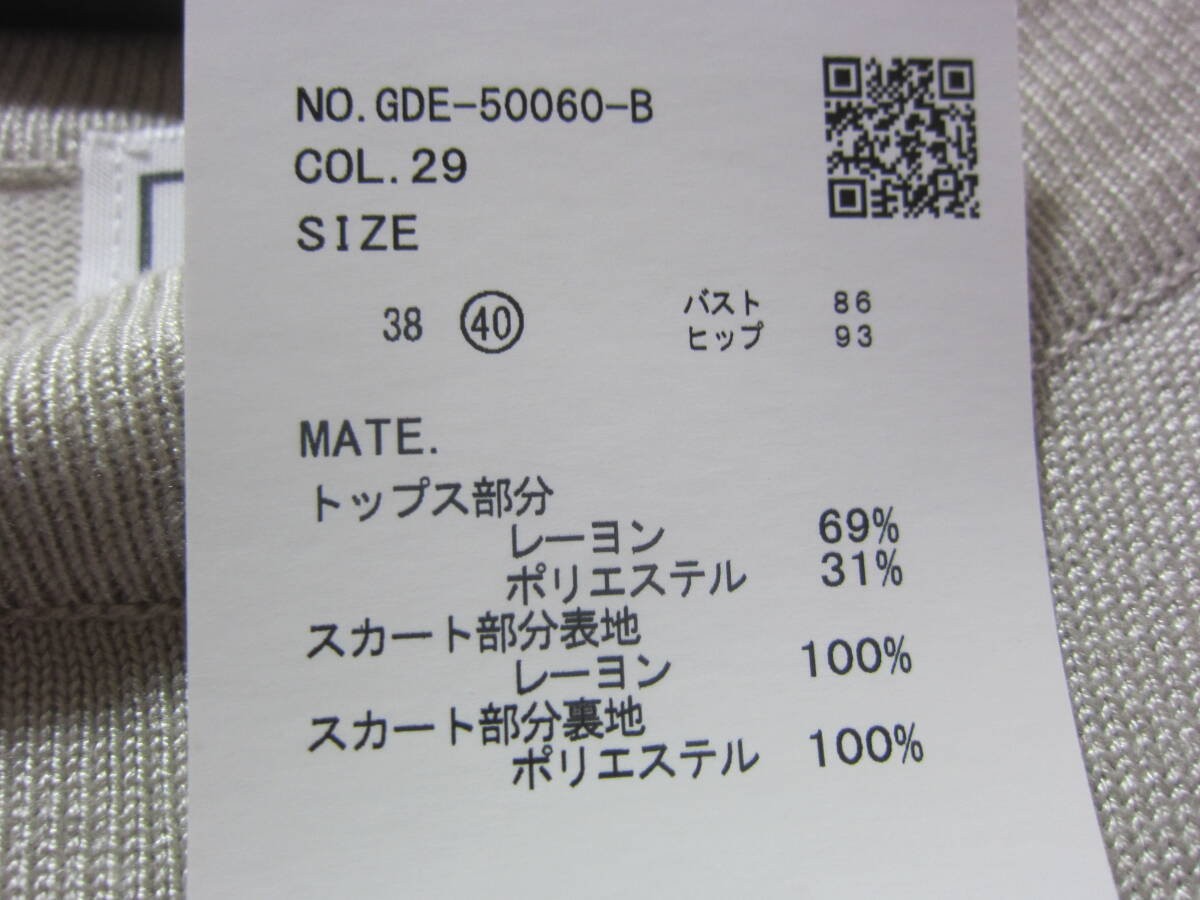 NO.GDE-50060-B
COL.29
SIZE
38 40 バスト 86
ヒップ 93
MATE.
トップス部分
レーヨン 69%
ポリエステル 31%
スカート部分表地
レーヨン 100%
スカート部分裏地
ポリエステル 100%